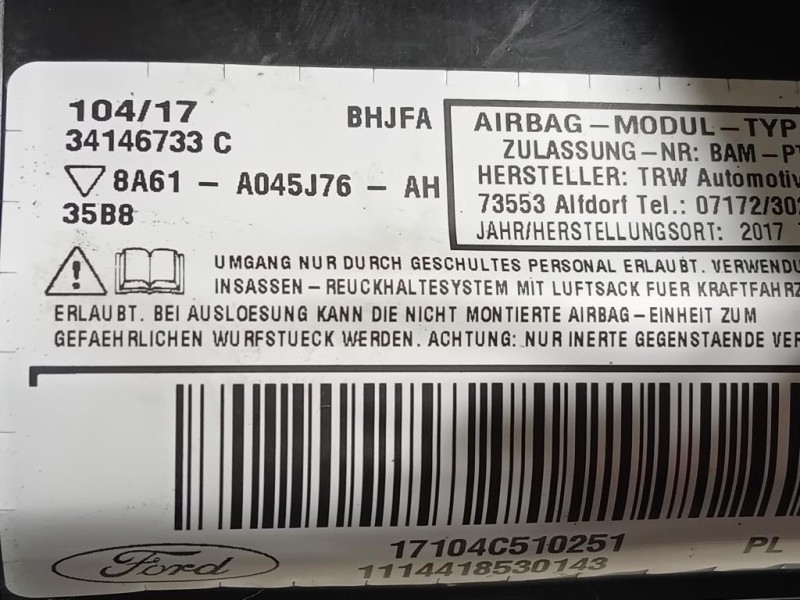 104/17
34146733 C
BHJFA
8A61 - A045J76 - AH
35B8
AIRBAG-MODUL-TYP
ZULASSUNG-NR: BAM-PT
HERSTELLER: TRW Automotiv
73553 Alfdorf Tel.: 07172/302
JAHR/HERSTELLUNGSORT: 2017
UMGANG NUR DURCH GESCHULTES PERSONAL ERLAUBT. VERWENDU
INSASSEN-REUCKHALTESYSTEM MIT LUFTSACK FUER KRAFTFAHRZ
ERLAUBT. BEI AUSLOESUNG KANN DIE NICHT MONTIERTE AIRBAG-EINHEIT ZUM
GEFAEHRLICHEN WURFSTUECK WERDEN. ACHTUNG: NUR INERTE GEGENSTAENDE VER
17104C510251
PL
1114418530143
Ford